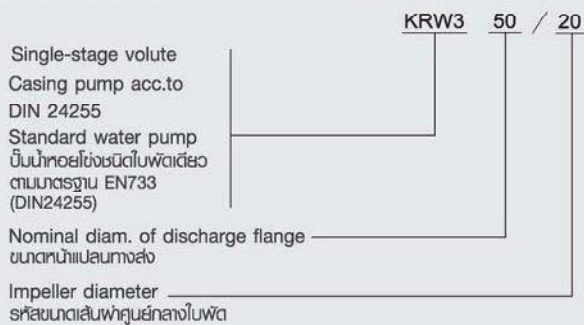 KRW3 50 / 20
Single-stage volute
Casing pump acc.to
DIN 24255
Standard water pump
ปั๊มน้ำหอยโข่งชนิดใบพัดเดียว
ตามมาตรฐาน EN733
(DIN24255)
Nominal diam. of discharge flange
ขนาดหน้าแปลนทางส่ง
Impeller diameter
รหัสขนาดเส้นผ่าศูนย์กลางใบพัด